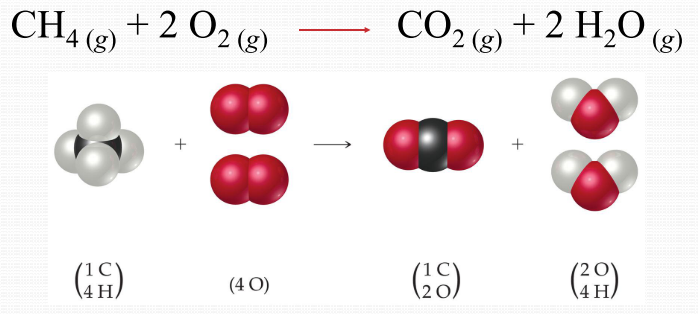 CH₄ (g) + 2 O₂ (g) ⟶ CO₂ (g) + 2 H₂O (g)
+ ⟶ +
(1 C
4 H)
(4 O)
(1 C
2 O)
(2 O
4 H)